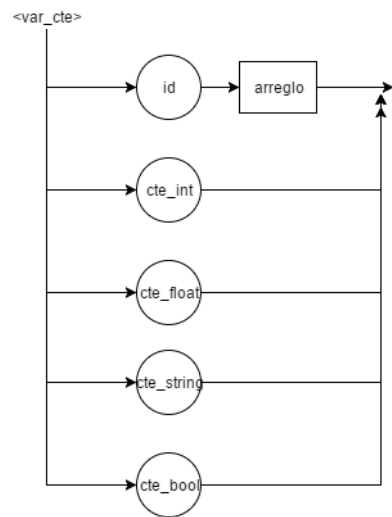 <var_cte>
id
arreglo
cte_int
cte_float
cte_string
cte_bool